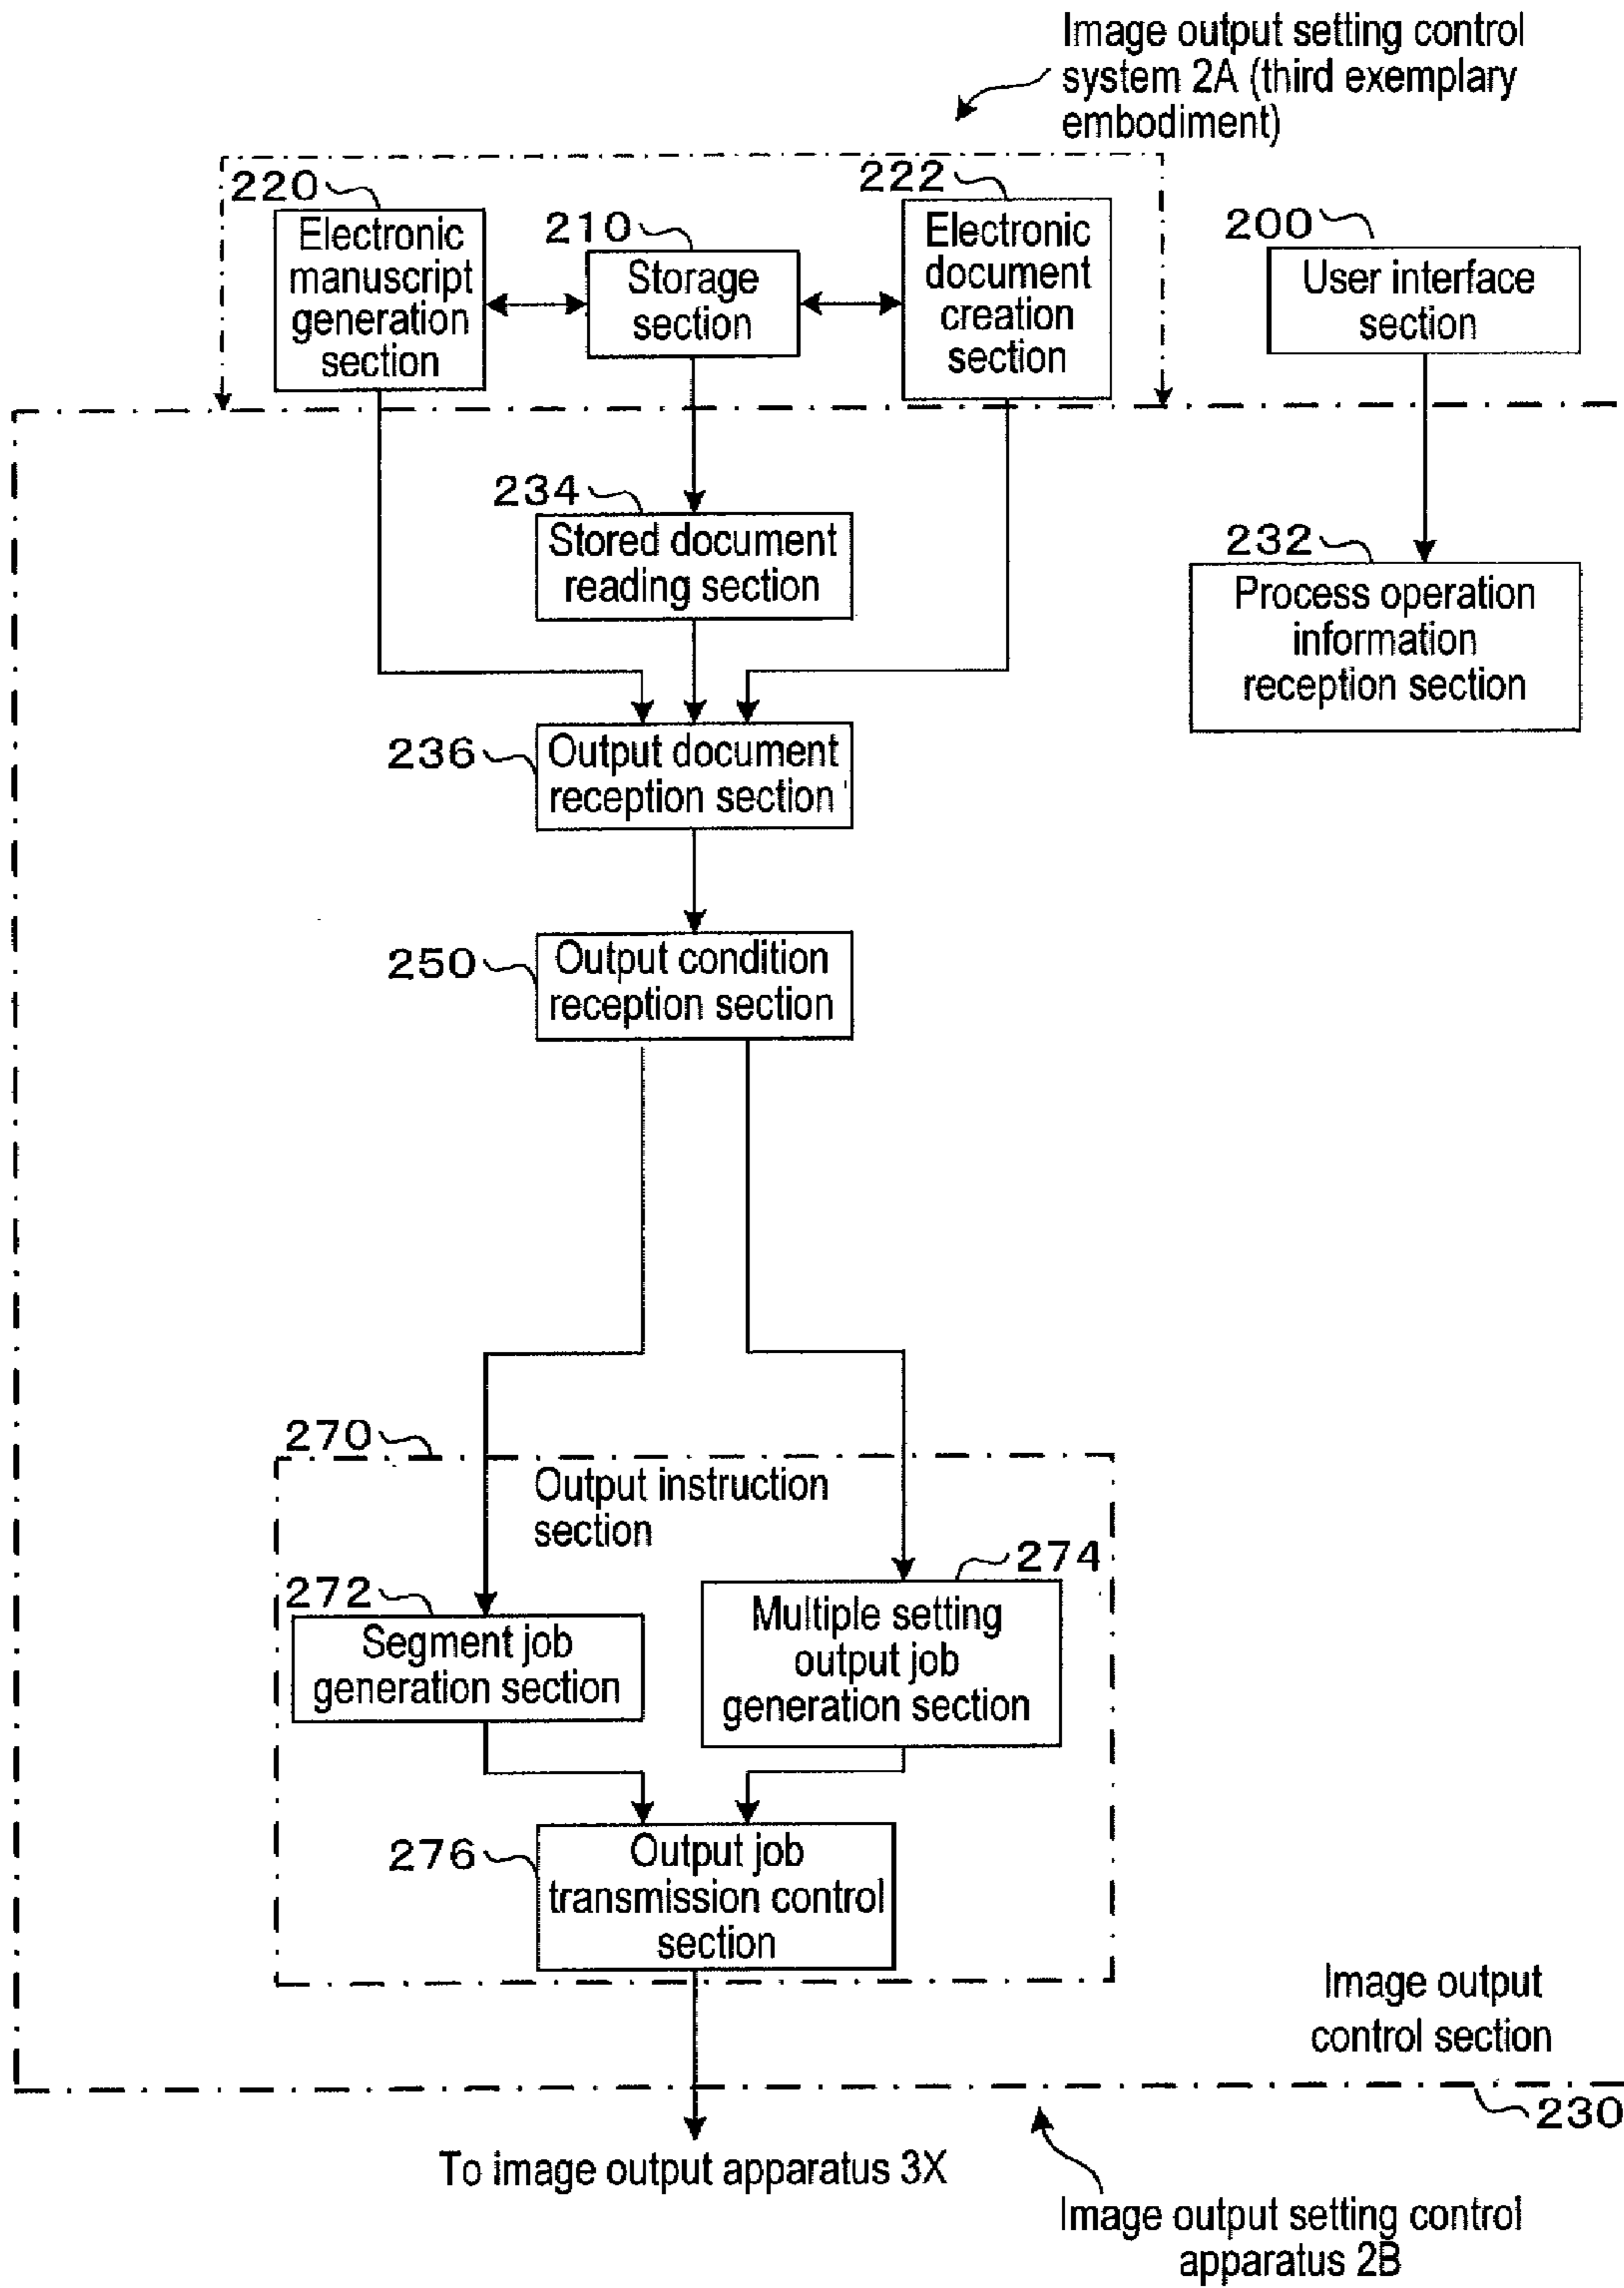 Image output setting control
system 2A (third exemplary
embodiment)
220
222
210
200
Electronic
manuscript
generation
section
Storage
section
Electronic
document
creation
section
User interface
section
234
Stored document
reading section
232
Process operation
information
reception section
236
Output document
reception section
250
Output condition
reception section
270
Output instruction
section
272
Segment job
generation section
274
Multiple setting
output job
generation section
276
Output job
transmission control
section
Image output
control section
230
To image output apparatus 3X
Image output setting control
apparatus 2B